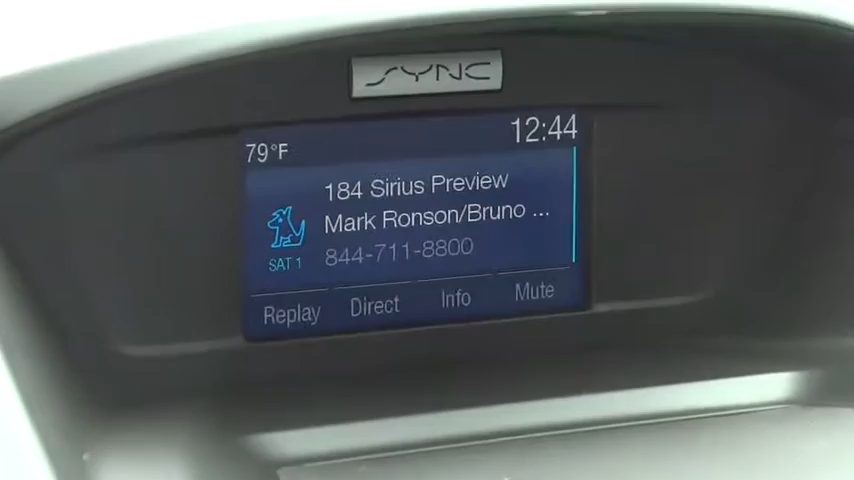 SYNC
79°F 12:44
184 Sirius Preview
Mark Ronson/Bruno ...
SAT 1 844-711-8800
Replay Direct Info Mute